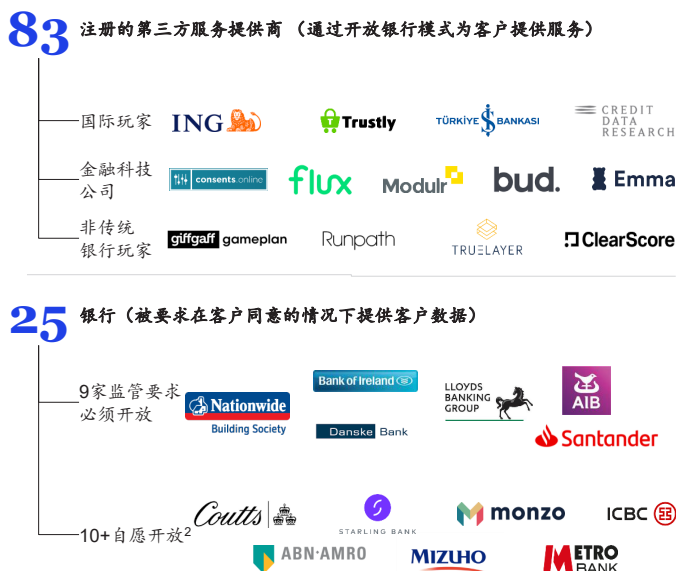 83 注册的第三方服务提供商 （通过开放银行模式为客户提供服务）
国际玩家
ING
Trustly
TÜRKİYE İŞ BANKASI
CREDIT
DATA
RESEARCH
金融科技
公司
consents.online
flux
Modulr
bud.
Emma
非传统
银行玩家
giffgaff gameplan
Runpath
TRUELAYER
ClearScore
25 银行（被要求在客户同意的情况下提供客户数据）
9家监管要求
必须开放
Nationwide
Building Society
Bank of Ireland
Danske Bank
LLOYDS
BANKING
GROUP
AIB
Santander
10+自愿开放2
Coutts
STARLING BANK
monzo
ICBC
ABN·AMRO
MIZUHO
METRO
BANK